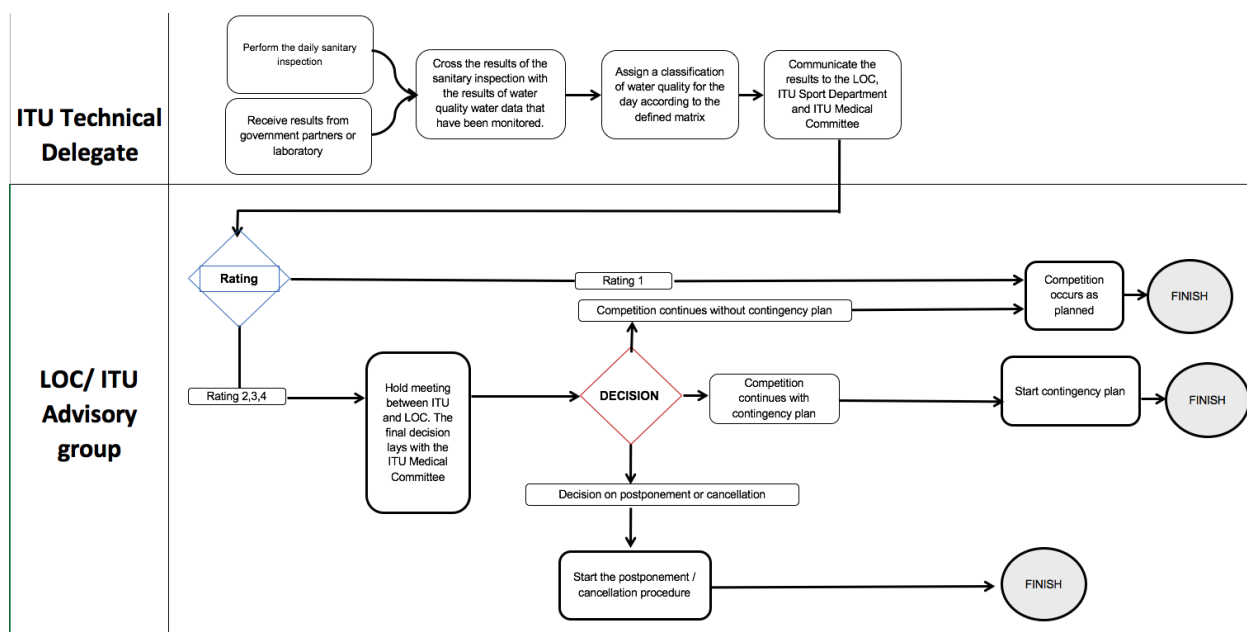 ITU Technical
Delegate
Perform the daily sanitary
inspection
Receive results from
government partners or
laboratory
Cross the results of the
sanitary inspection with
the results of water
quality water data that
have been monitored.
Assign a classification
of water quality for the
day according to the
defined matrix
Communicate the
results to the LOC,
ITU Sport Department
and ITU Medical
Committee
LOC/ ITU
Advisory
group
Rating
Rating 1
Competition
occurs as
planned
FINISH
Competition continues without contingency plan
Rating 2,3,4
Hold meeting
between ITU
and LOC. The
final decision
lays with the
ITU Medical
Committee
DECISION
Competition
continues with
contingency plan
Start contingency plan
FINISH
Decision on postponement or cancellation
Start the postponement /
cancellation procedure
FINISH